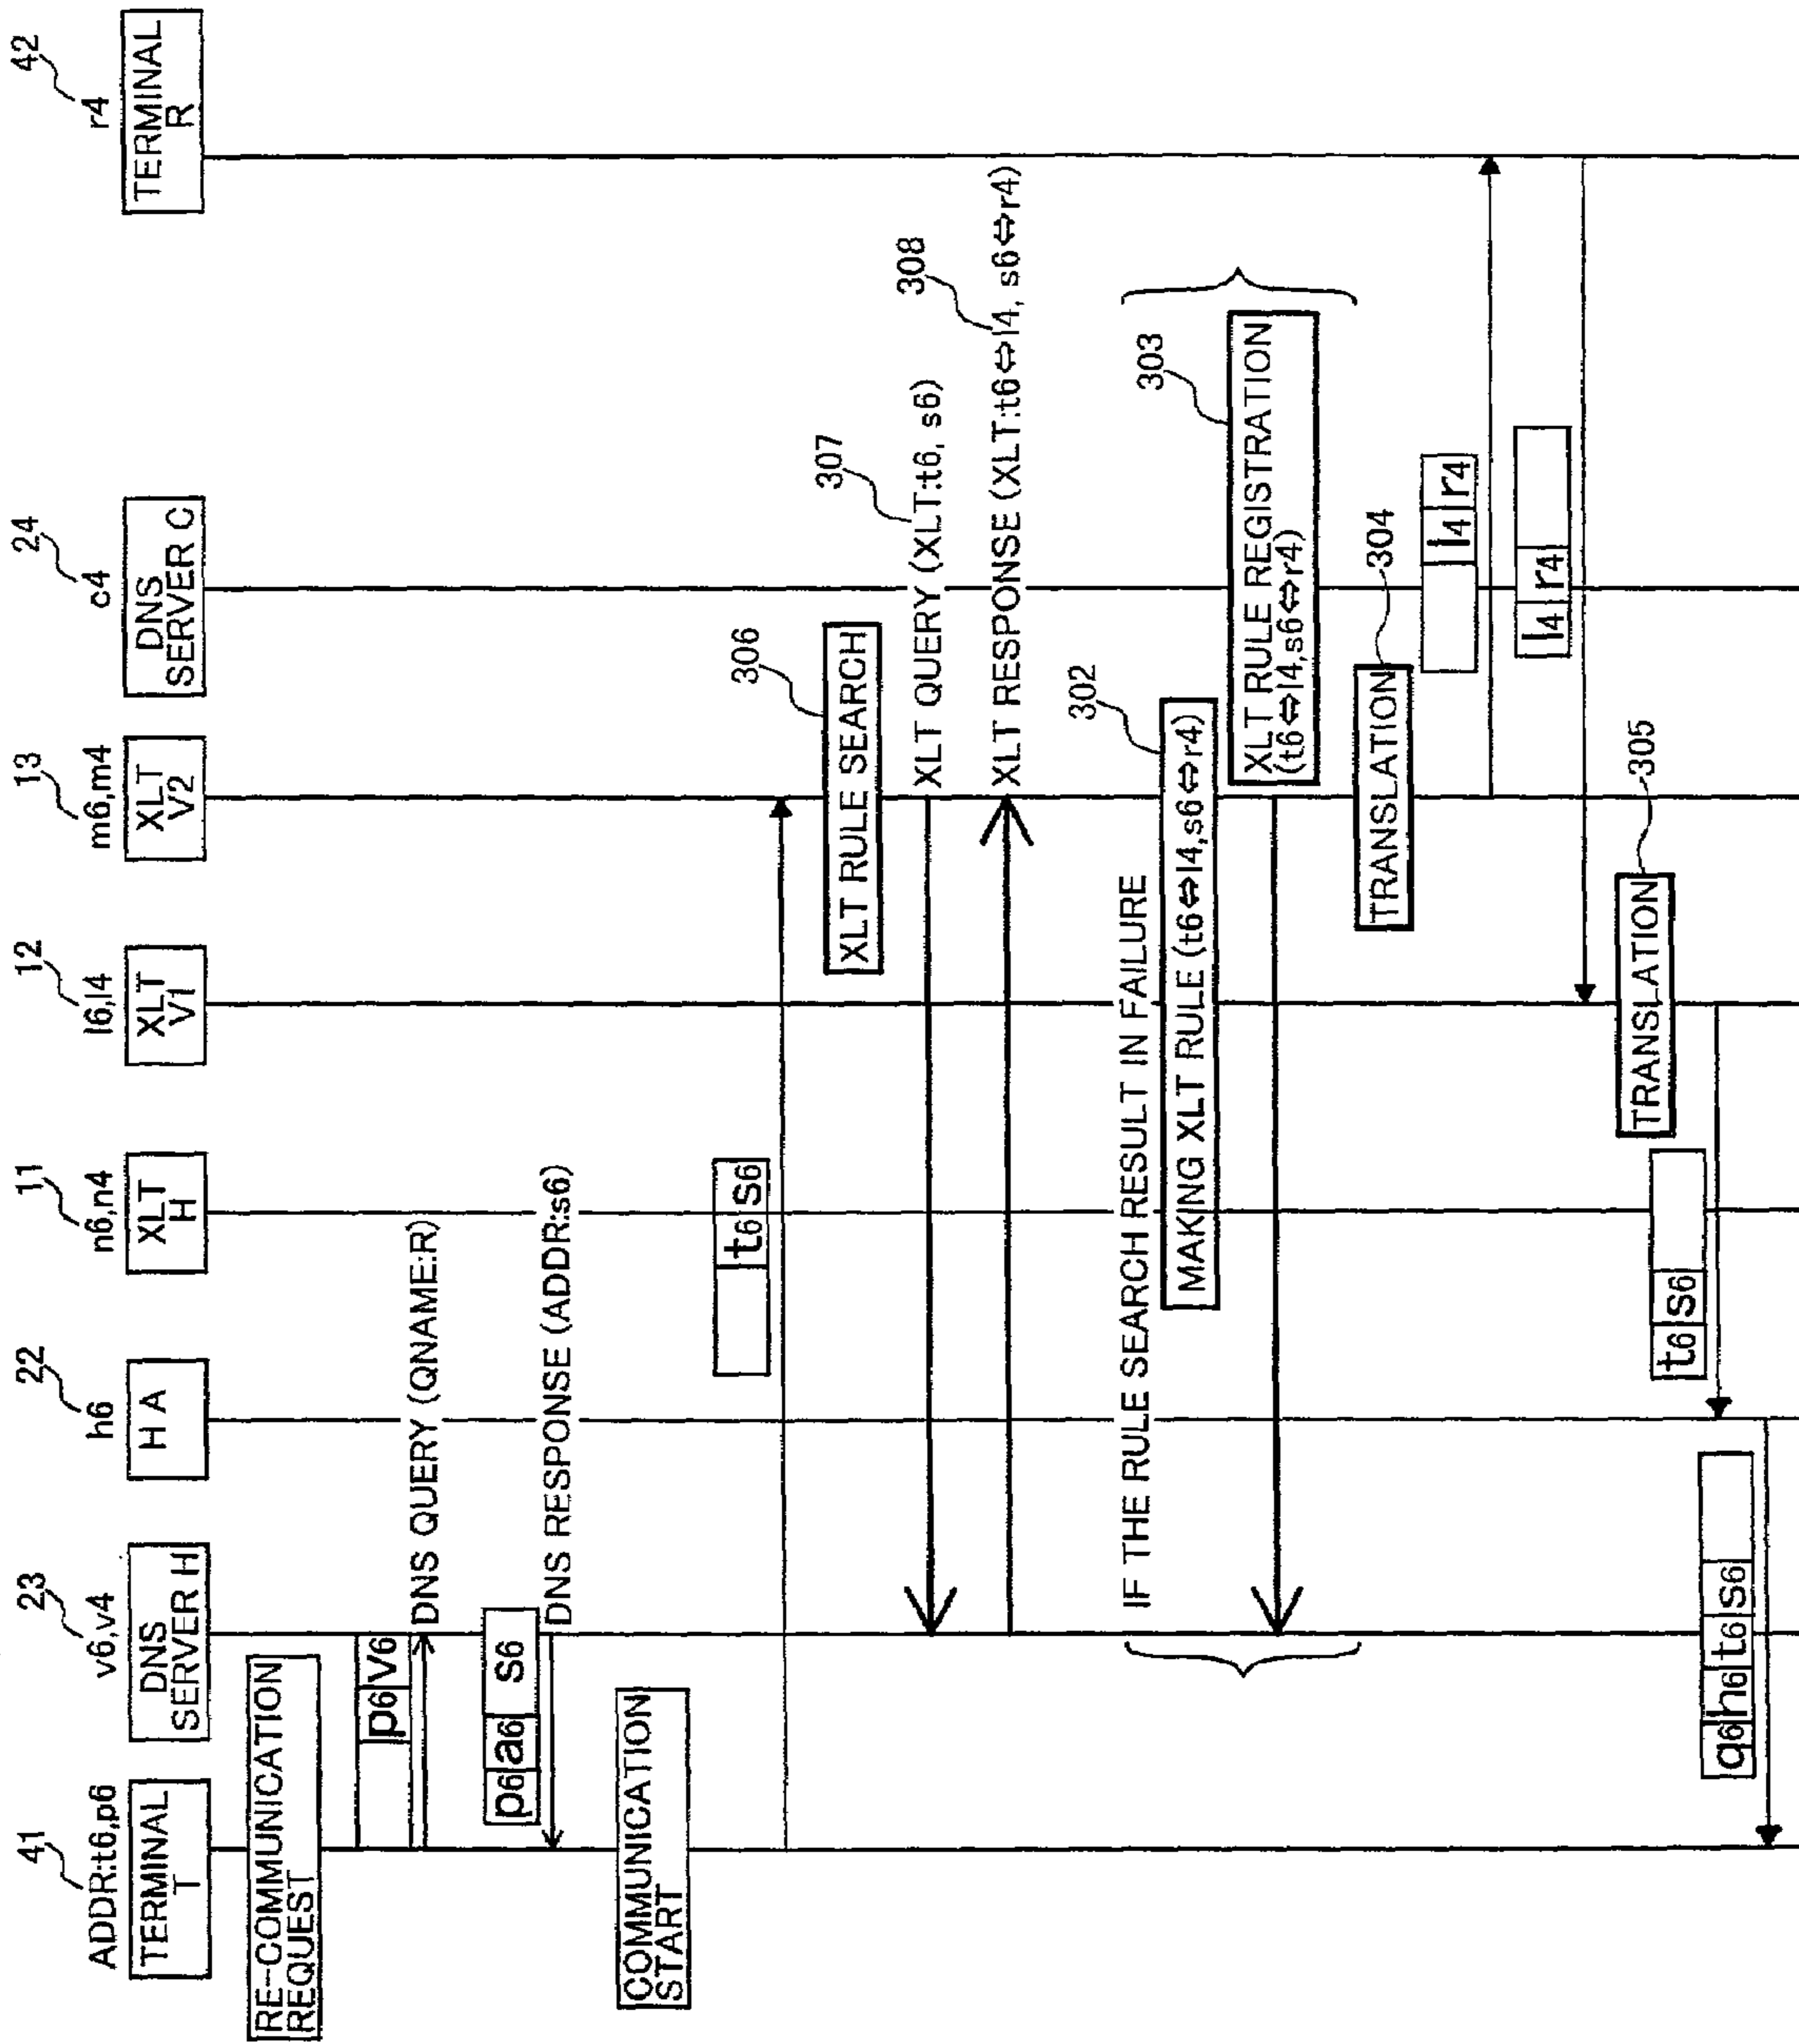 41
ADDR:t6,p6
TERMINAL
T
23
v6,v4
DNS
SERVER H
22
h6
H A
11
n6,n4
XLT
H
12
l6,l4
XLT
V1
13
m6,m4
XLT
V2
24
c4
DNS
SERVER C
42
r4
TERMINAL
R
RE-COMMUNICATION
REQUEST
p6 v6
DNS QUERY (QNAME:R)
p6 a6 s6
DNS RESPONSE (ADDR:s6)
COMMUNICATION
START
t6 s6
306
XLT RULE SEARCH
307
XLT QUERY (XLT:t6, s6)
308
XLT RESPONSE (XLT:t6⇔l4, s6⇔r4)
IF THE RULE SEARCH RESULT IN FAILURE
302
MAKING XLT RULE (t6⇔l4,s6⇔r4)
303
XLT RULE REGISTRATION
(t6⇔l4,s6⇔r4)
304
TRANSLATION
l4 r4
l4 r4
305
TRANSLATION
t6 s6
q6 h6 t6 s6